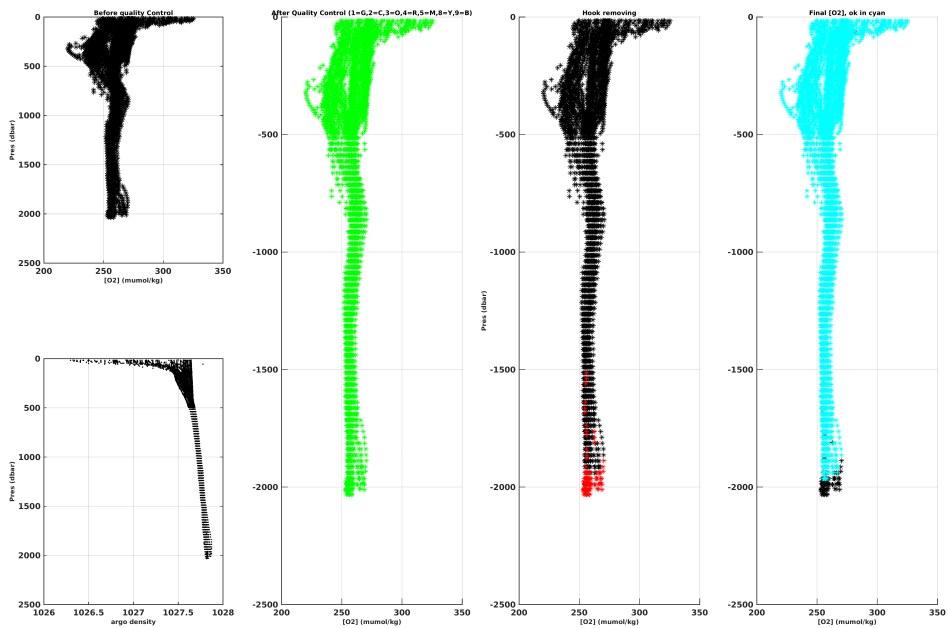 Before quality Control
0
500
1000
1500
2000
2500
200 250 300 350
Pres (dbar)
[O2] (mumol/kg)
0
500
1000
1500
2000
2500
1026 1026.5 1027 1027.5 1028
Pres (dbar)
argo density
After Quality Control (1=G,2=C,3=O,4=R,5=M,8=Y,9=B)
0
-500
-1000
-1500
-2000
-2500
200 250 300 350
[O2] (mumol/kg)
Hook removing
0
-500
-1000
-1500
-2000
-2500
200 250 300 350
Pres (dbar)
[O2] (mumol/kg)
Final [O2], ok in cyan
0
-500
-1000
-1500
-2000
-2500
200 250 300 350
[O2] (mumol/kg)